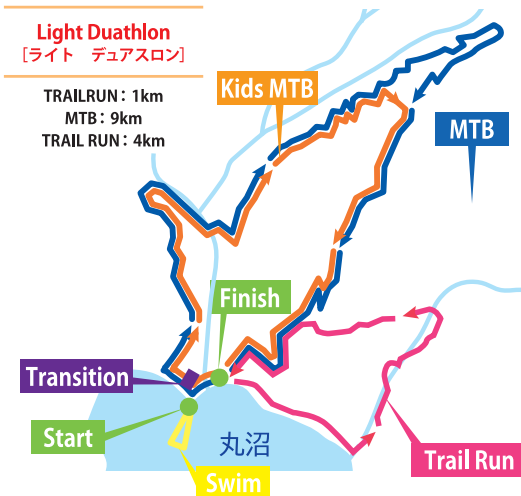 Light Duathlon
[ライト　デュアスロン]
TRAILRUN：1km
MTB：9km
TRAIL RUN：4km
Kids MTB
MTB
Finish
Transition
Start
丸沼
Swim
Trail Run